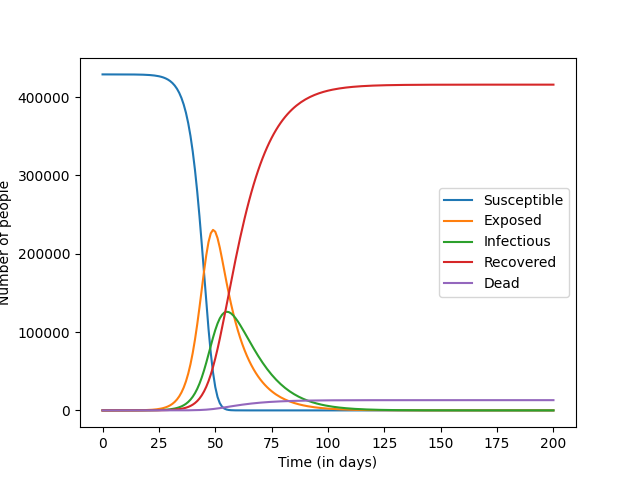 400000
300000
200000
100000
0
Number of people
Susceptible
Exposed
Infectious
Recovered
Dead
0 25 50 75 100 125 150 175 200
Time (in days)